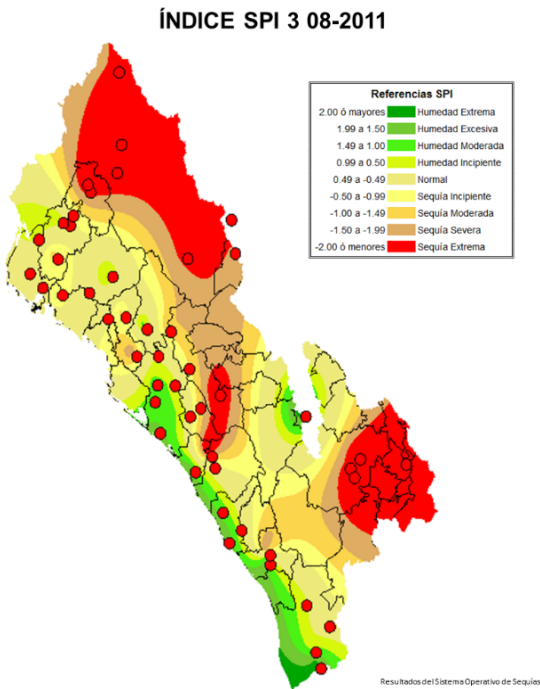 ÍNDICE SPI 3 08-2011
Referencias SPI
2.00 ó mayores Humedad Extrema
1.99 a 1.50 Humedad Excesiva
1.49 a 1.00 Humedad Moderada
0.99 a 0.50 Humedad Incipiente
0.49 a -0.49 Normal
-0.50 a -0.99 Sequía Incipiente
-1.00 a -1.49 Sequía Moderada
-1.50 a -1.99 Sequía Severa
-2.00 ó menores Sequía Extrema
Resultados del Sistema Operativo de Sequías